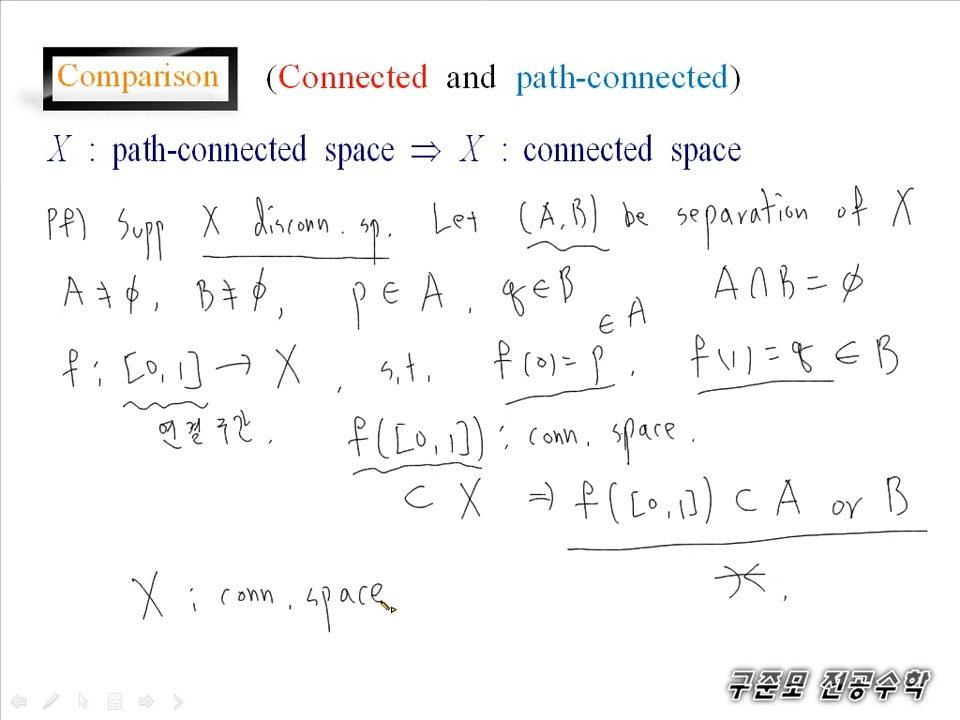 Comparison (Connected and path-connected)
X : path-connected space ⇒ X : connected space
Pf) Supp X disconn. sp. Let (A, B) be separation of X
A ≠ ϕ, B ≠ ϕ, p ∈ A, q ∈ B A ∩ B = ϕ
f : [0, 1] → X, s.t. f(0) = p ∈ A, f(1) = q ∈ B
연결 구간. f([0, 1]) : conn. space.
⊂ X ⇒ f([0, 1]) ⊂ A or B
X : conn. space
구준모 전공수학